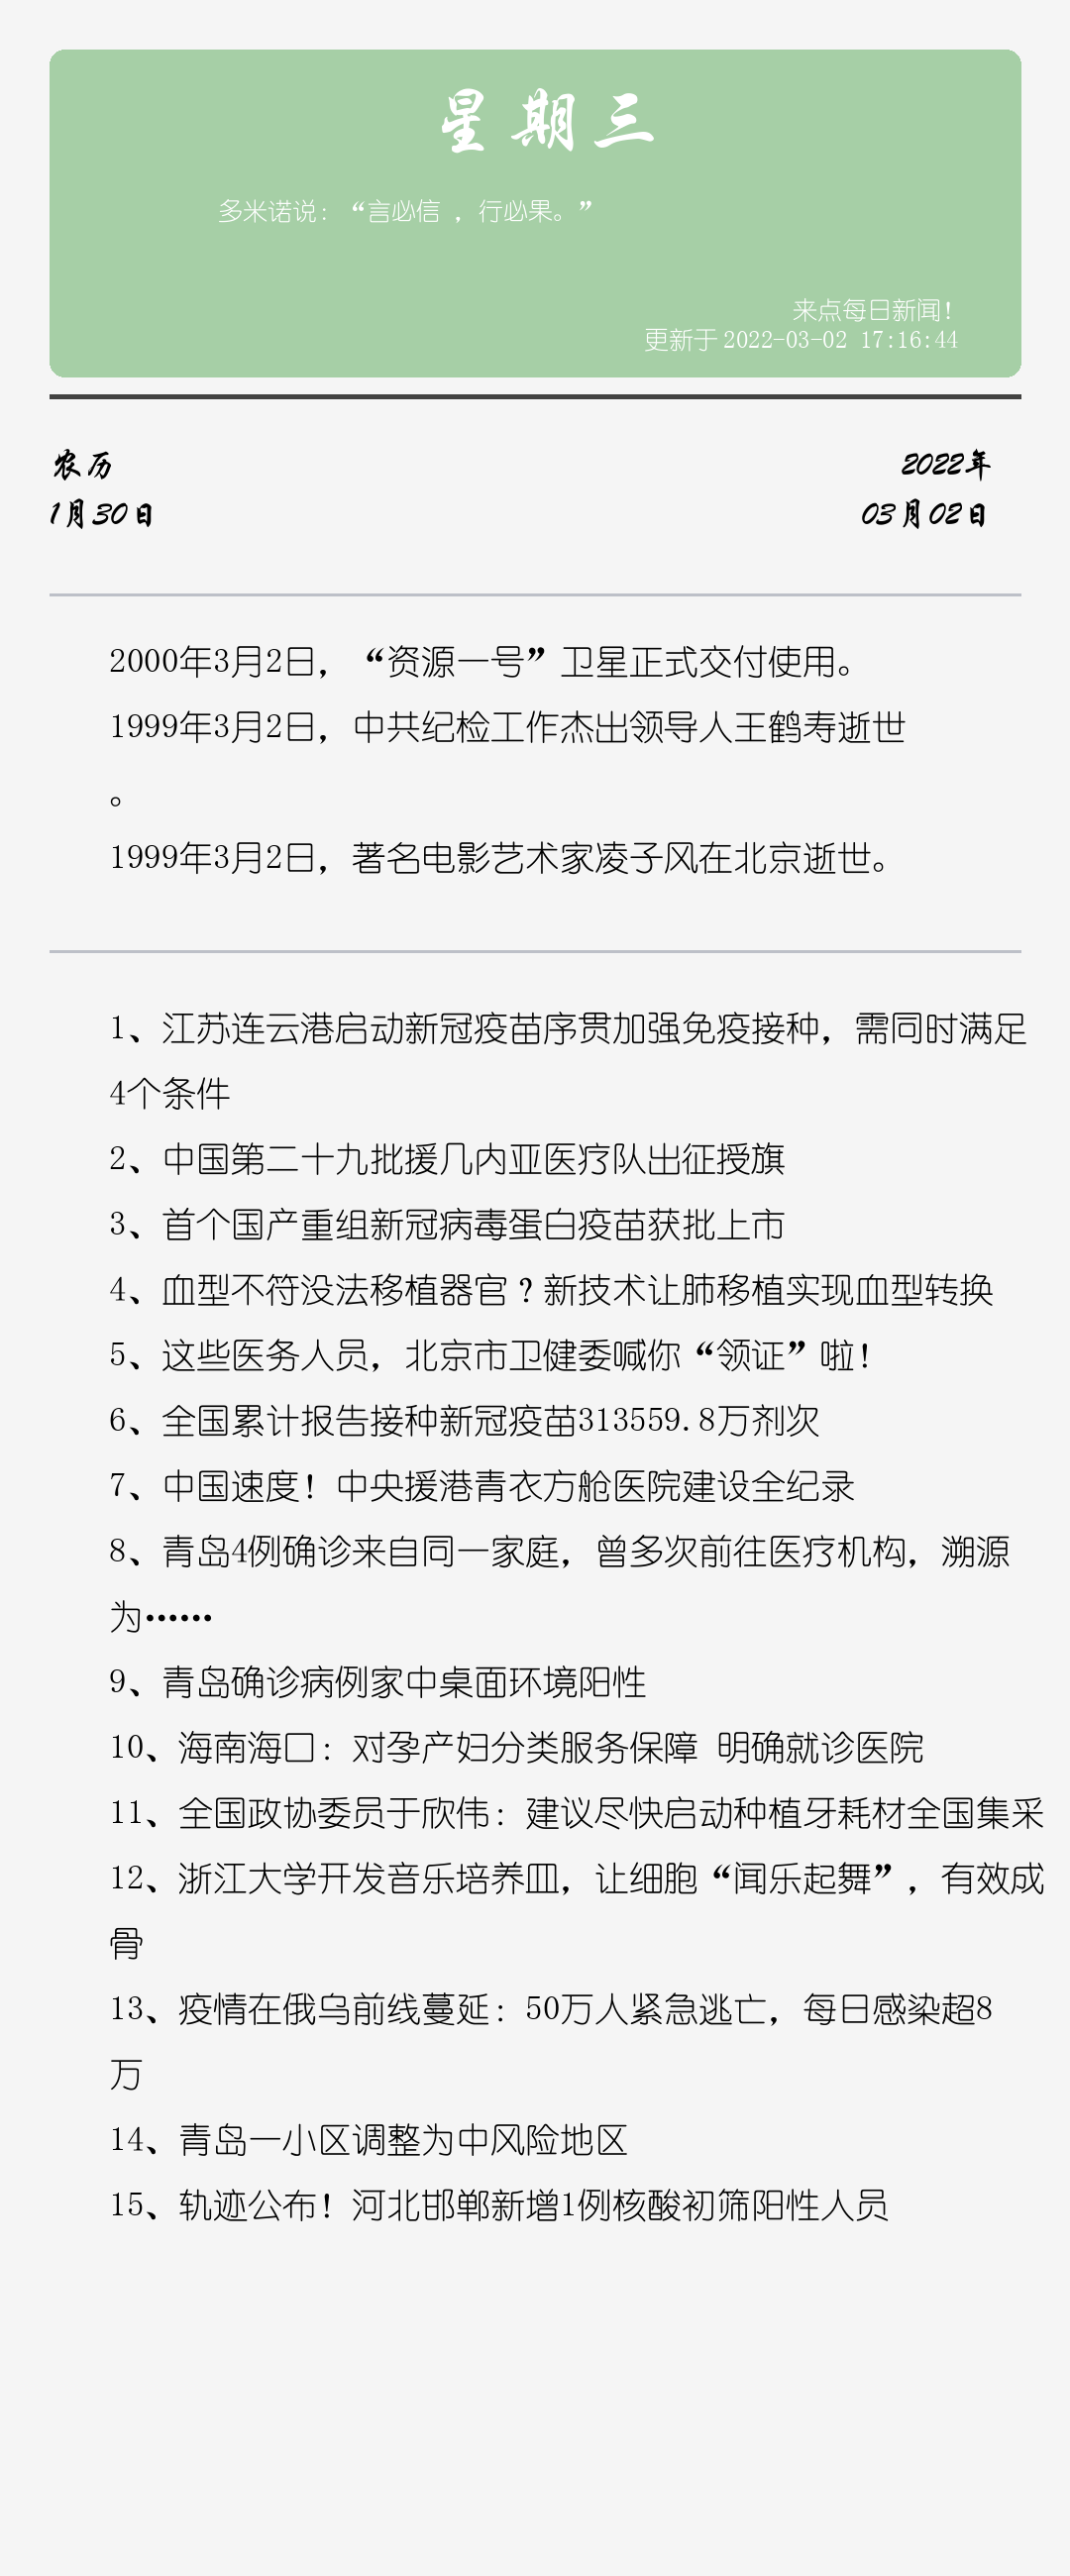 星期三
多米诺说：“言必信 ，行必果。”
来点每日新闻！
更新于 2022-03-02 17:16:44
农历
2022年
1月30日
03月02日
2000年3月2日，“资源一号”卫星正式交付使用。
1999年3月2日，中共纪检工作杰出领导人王鹤寿逝世
。
1999年3月2日，著名电影艺术家凌子风在北京逝世。
1、江苏连云港启动新冠疫苗序贯加强免疫接种，需同时满足
4个条件
2、中国第二十九批援几内亚医疗队出征授旗
3、首个国产重组新冠病毒蛋白疫苗获批上市
4、血型不符没法移植器官？新技术让肺移植实现血型转换
5、这些医务人员，北京市卫健委喊你“领证”啦！
6、全国累计报告接种新冠疫苗313559.8万剂次
7、中国速度！中央援港青衣方舱医院建设全纪录
8、青岛4例确诊来自同一家庭，曾多次前往医疗机构，溯源
为……
9、青岛确诊病例家中桌面环境阳性
10、海南海口：对孕产妇分类服务保障 明确就诊医院
11、全国政协委员于欣伟：建议尽快启动种植牙耗材全国集采
12、浙江大学开发音乐培养皿，让细胞“闻乐起舞”，有效成
骨
13、疫情在俄乌前线蔓延：50万人紧急逃亡，每日感染超8
万
14、青岛一小区调整为中风险地区
15、轨迹公布！河北邯郸新增1例核酸初筛阳性人员